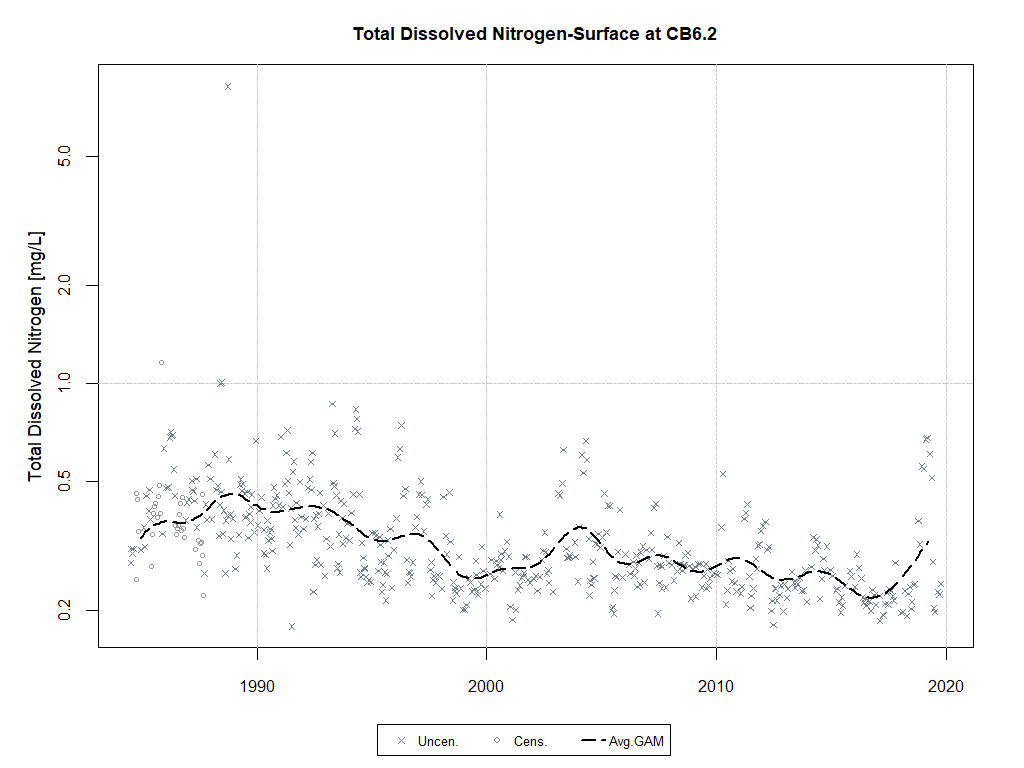 Total Dissolved Nitrogen-Surface at CB6.2
Total Dissolved Nitrogen [mg/L]
5.0
2.0
1.0
0.5
0.2
1990 2000 2010 2020
Uncen. Cens. Avg.GAM